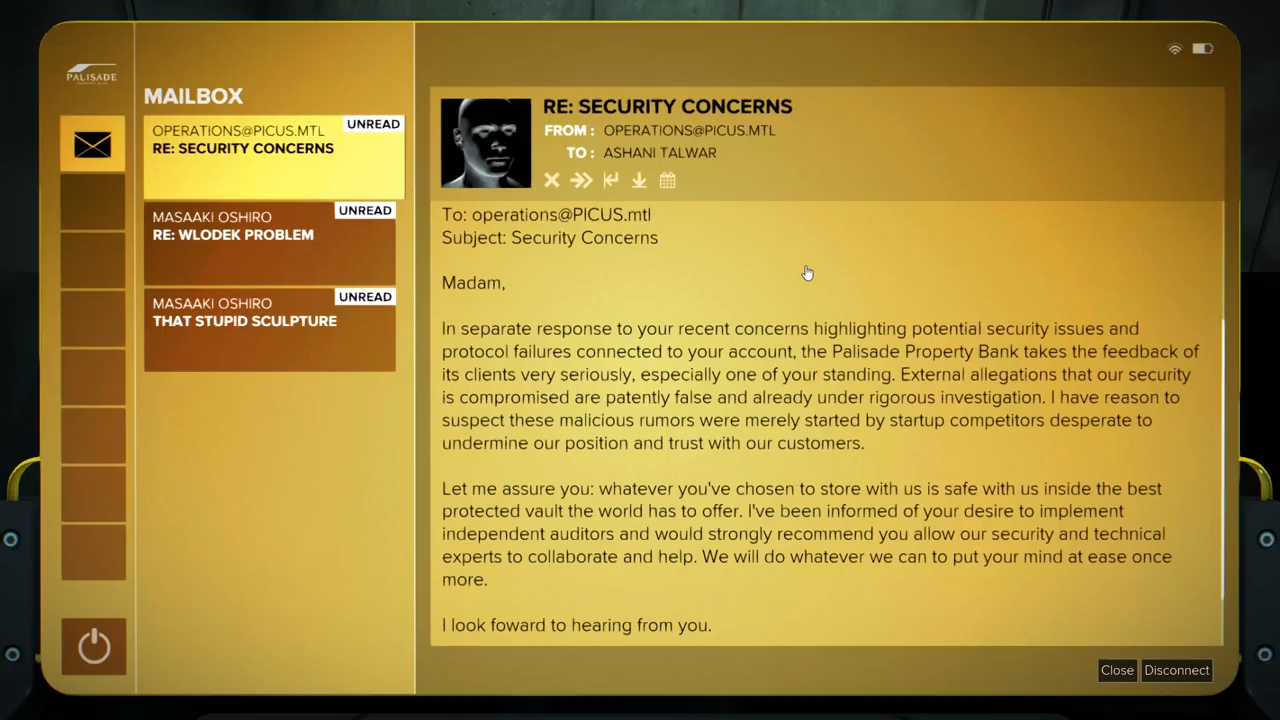 PALISADE
MAILBOX
OPERATIONS@PICUS.MTL
UNREAD
RE: SECURITY CONCERNS
MASAAKI OSHIRO
UNREAD
RE: WLODEK PROBLEM
MASAAKI OSHIRO
UNREAD
THAT STUPID SCULPTURE
RE: SECURITY CONCERNS
FROM : OPERATIONS@PICUS.MTL
TO : ASHANI TALWAR
To: operations@PICUS.mtl
Subject: Security Concerns
Madam,
In separate response to your recent concerns highlighting potential security issues and
protocol failures connected to your account, the Palisade Property Bank takes the feedback of
its clients very seriously, especially one of your standing. External allegations that our security
is compromised are patently false and already under rigorous investigation. I have reason to
suspect these malicious rumors were merely started by startup competitors desperate to
undermine our position and trust with our customers.
Let me assure you: whatever you've chosen to store with us is safe with us inside the best
protected vault the world has to offer. I've been informed of your desire to implement
independent auditors and would strongly recommend you allow our security and technical
experts to collaborate and help. We will do whatever we can to put your mind at ease once
more.
I look foward to hearing from you.
Close Disconnect